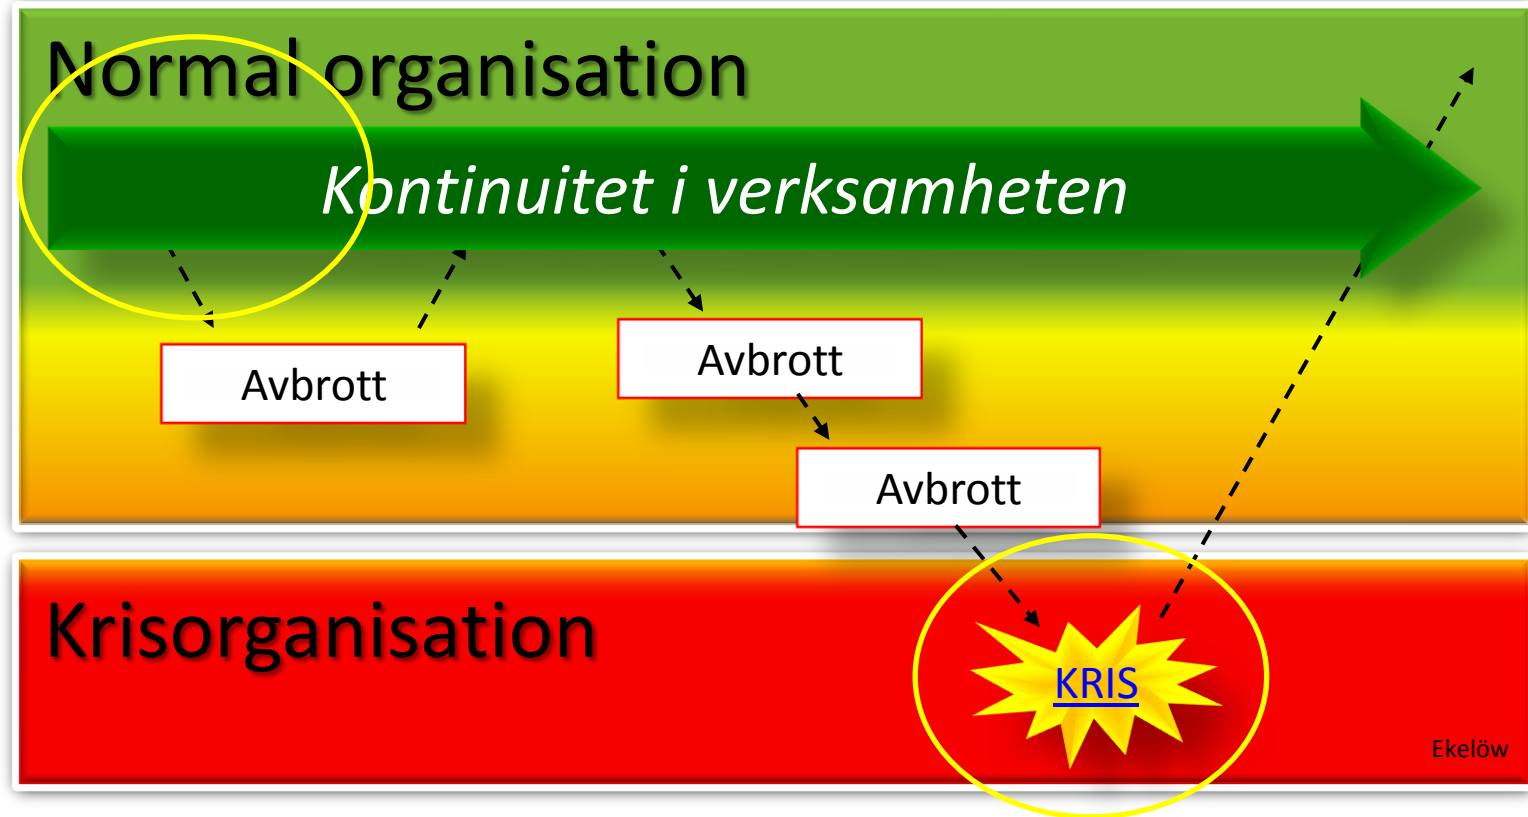 Normal organisation
Kontinuitet i verksamheten
Avbrott
Avbrott
Avbrott
Krisorganisation
KRIS
Ekelöw